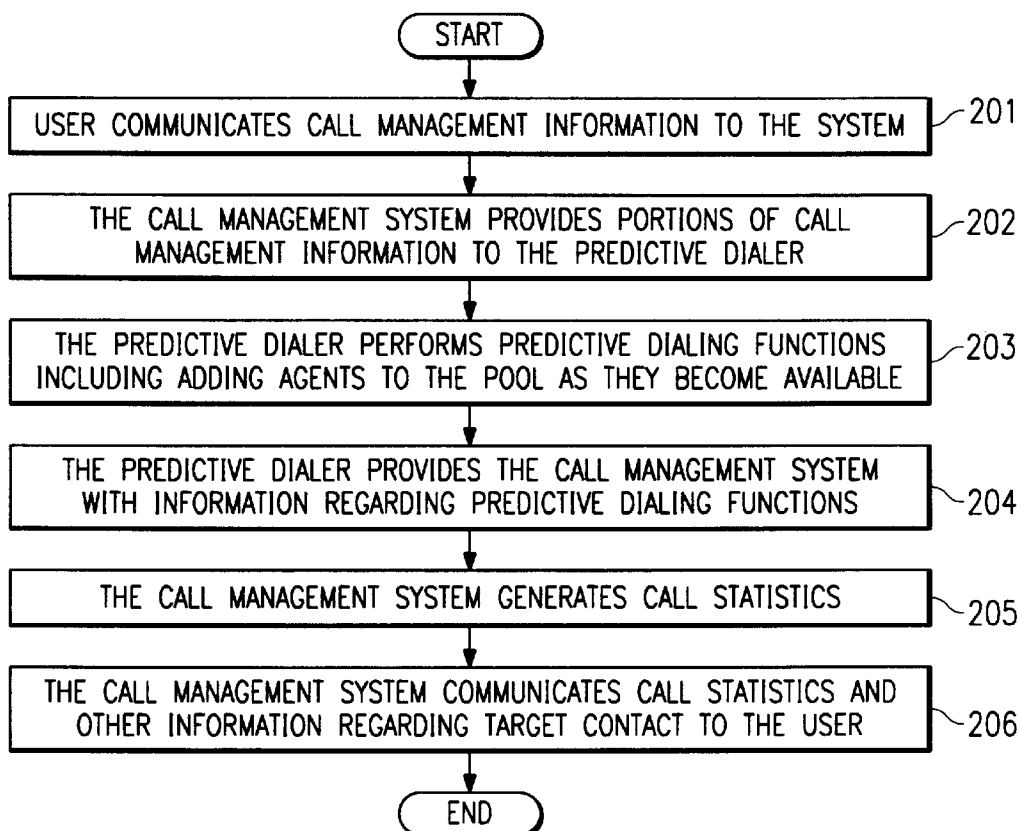 START
USER COMMUNICATES CALL MANAGEMENT INFORMATION TO THE SYSTEM
201
THE CALL MANAGEMENT SYSTEM PROVIDES PORTIONS OF CALL
MANAGEMENT INFORMATION TO THE PREDICTIVE DIALER
202
THE PREDICTIVE DIALER PERFORMS PREDICTIVE DIALING FUNCTIONS
INCLUDING ADDING AGENTS TO THE POOL AS THEY BECOME AVAILABLE
203
THE PREDICTIVE DIALER PROVIDES THE CALL MANAGEMENT SYSTEM
WITH INFORMATION REGARDING PREDICTIVE DIALING FUNCTIONS
204
THE CALL MANAGEMENT SYSTEM GENERATES CALL STATISTICS
205
THE CALL MANAGEMENT SYSTEM COMMUNICATES CALL STATISTICS AND
OTHER INFORMATION REGARDING TARGET CONTACT TO THE USER
206
END